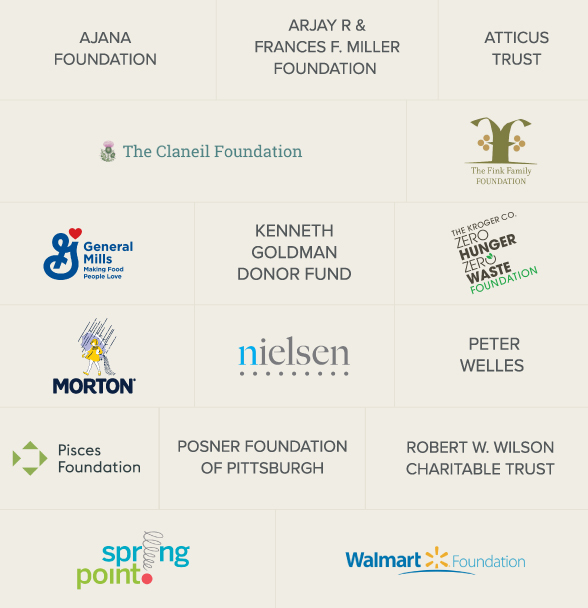 AJANA
FOUNDATION
ARJAY R &
FRANCES F. MILLER
FOUNDATION
ATTICUS
TRUST
The Claneil Foundation
The Fink Family
FOUNDATION
General
Mills
Making Food
People Love
KENNETH
GOLDMAN
DONOR FUND
THE KROGER CO.
ZERO
HUNGER
ZERO
WASTE
FOUNDATION
MORTON®
nielsen
PETER
WELLES
Pisces
Foundation
POSNER FOUNDATION
OF PITTSBURGH
ROBERT W. WILSON
CHARITABLE TRUST
spring
point.
Walmart Foundation